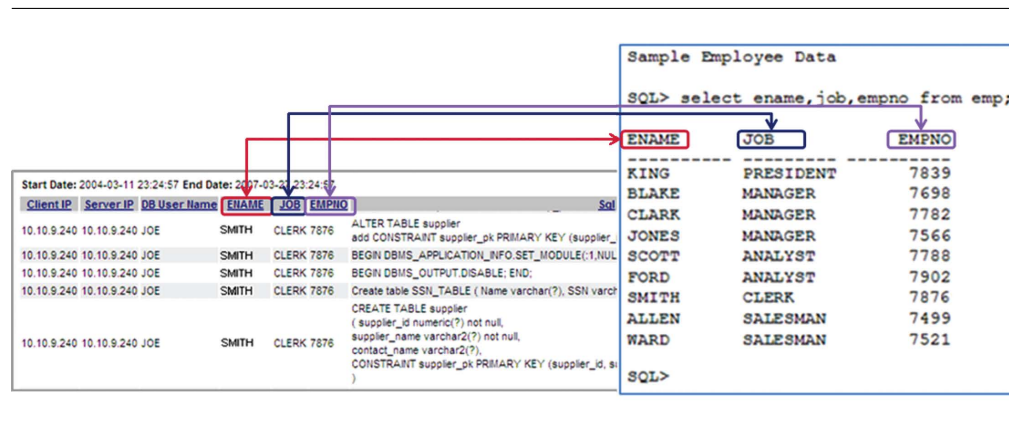 Sample Employee Data
SQL> select ename,job,empno from emp;
ENAME JOB EMPNO
---------- --------- ----------
KING PRESIDENT 7839
BLAKE MANAGER 7698
CLARK MANAGER 7782
JONES MANAGER 7566
SCOTT ANALYST 7788
FORD ANALYST 7902
SMITH CLERK 7876
ALLEN SALESMAN 7499
WARD SALESMAN 7521
SQL>
Start Date: 2004-03-11 23:24:57 End Date: 2007-03-27 23:24:57
Client IP Server IP DB User Name ENAME JOB EMPNO Sql
10.10.9.240 10.10.9.240 JOE SMITH CLERK 7876 ALTER TABLE supplier
add CONSTRAINT supplier_pk PRIMARY KEY (supplier_
10.10.9.240 10.10.9.240 JOE SMITH CLERK 7876 BEGIN DBMS_APPLICATION_INFO.SET_MODULE(:1,NUL
10.10.9.240 10.10.9.240 JOE SMITH CLERK 7876 BEGIN DBMS_OUTPUT.DISABLE; END;
10.10.9.240 10.10.9.240 JOE SMITH CLERK 7876 Create table SSN_TABLE ( Name varchar(?), SSN varch
CREATE TABLE supplier
( supplier_id numeric(?) not null,
10.10.9.240 10.10.9.240 JOE SMITH CLERK 7876 supplier_name varchar2(?) not null,
contact_name varchar2(?),
CONSTRAINT supplier_pk PRIMARY KEY (supplier_id, su
)